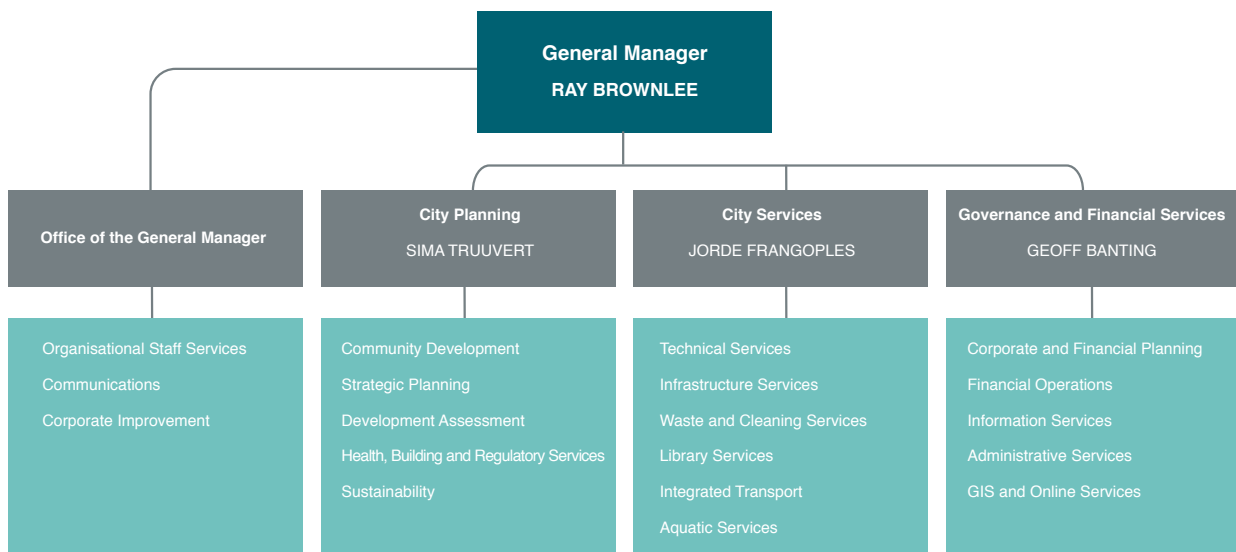 General Manager
RAY BROWNLEE
Office of the General Manager
City Planning
SIMA TRUUVERT
City Services
JORDE FRANGOPLES
Governance and Financial Services
GEOFF BANTING
Organisational Staff Services
Communications
Corporate Improvement
Community Development
Strategic Planning
Development Assessment
Health, Building and Regulatory Services
Sustainability
Technical Services
Infrastructure Services
Waste and Cleaning Services
Library Services
Integrated Transport
Aquatic Services
Corporate and Financial Planning
Financial Operations
Information Services
Administrative Services
GIS and Online Services